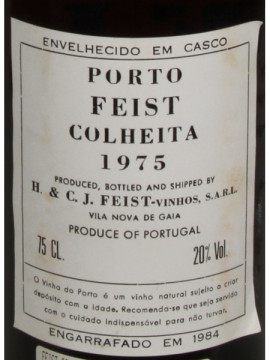 ENVELHECIDO EM CASCO
PORTO
FEIST
COLHEITA
1975
PRODUCED, BOTTLED AND SHIPPED BY
H. & C. J. FEIST-VINHOS, S.A.R.L.
VILA NOVA DE GAIA
PRODUCE OF PORTUGAL
75 CL. 20% Vol.
O Vinho do Porto é um vinho natural sujeito a criar
depósito com a idade. Recomenda-se que seja servido
com o cuidado indispensável para não turvar.
ENGARRAFADO EM 1984